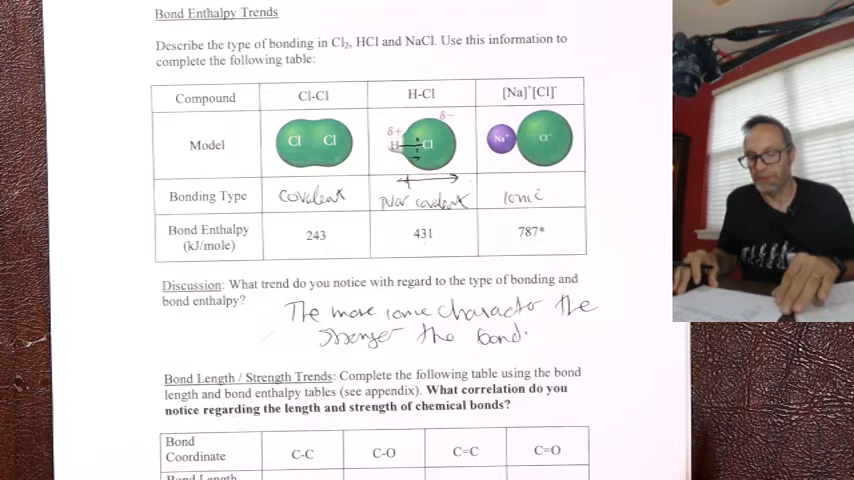 Bond Enthalpy Trends
Describe the type of bonding in Cl₂, HCl and NaCl. Use this information to
complete the following table:
Compound Cl-Cl H-Cl [Na]⁺[Cl]⁻
δ+ δ-
Model Cl Cl H Cl Na⁺ Cl⁻
Bonding Type Covalent polar covalent Ionic
Bond Enthalpy
(kJ/mole) 243 431 787*
Discussion: What trend do you notice with regard to the type of bonding and
bond enthalpy?
The more ionic character the
stronger the bond.
Bond Length / Strength Trends: Complete the following table using the bond
length and bond enthalpy tables (see appendix). What correlation do you
notice regarding the length and strength of chemical bonds?
Bond
Coordinate C-C C-O C=C C=O
Bond Length